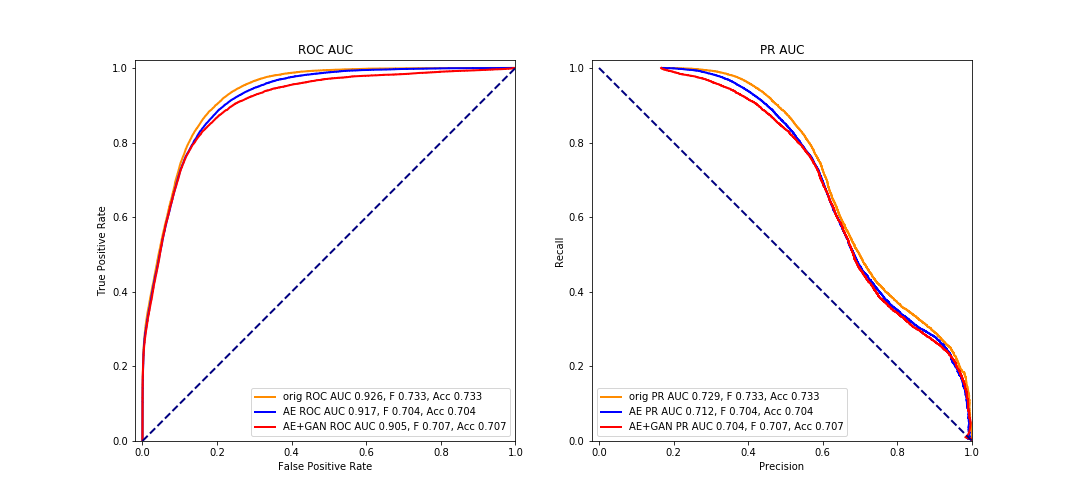 ROC AUC
True Positive Rate
1.0
0.8
0.6
0.4
0.2
0.0
0.0 0.2 0.4 0.6 0.8 1.0
False Positive Rate
orig ROC AUC 0.926, F 0.733, Acc 0.733
AE ROC AUC 0.917, F 0.704, Acc 0.704
AE+GAN ROC AUC 0.905, F 0.707, Acc 0.707
PR AUC
Recall
1.0
0.8
0.6
0.4
0.2
0.0
0.0 0.2 0.4 0.6 0.8 1.0
Precision
orig PR AUC 0.729, F 0.733, Acc 0.733
AE PR AUC 0.712, F 0.704, Acc 0.704
AE+GAN PR AUC 0.704, F 0.707, Acc 0.707